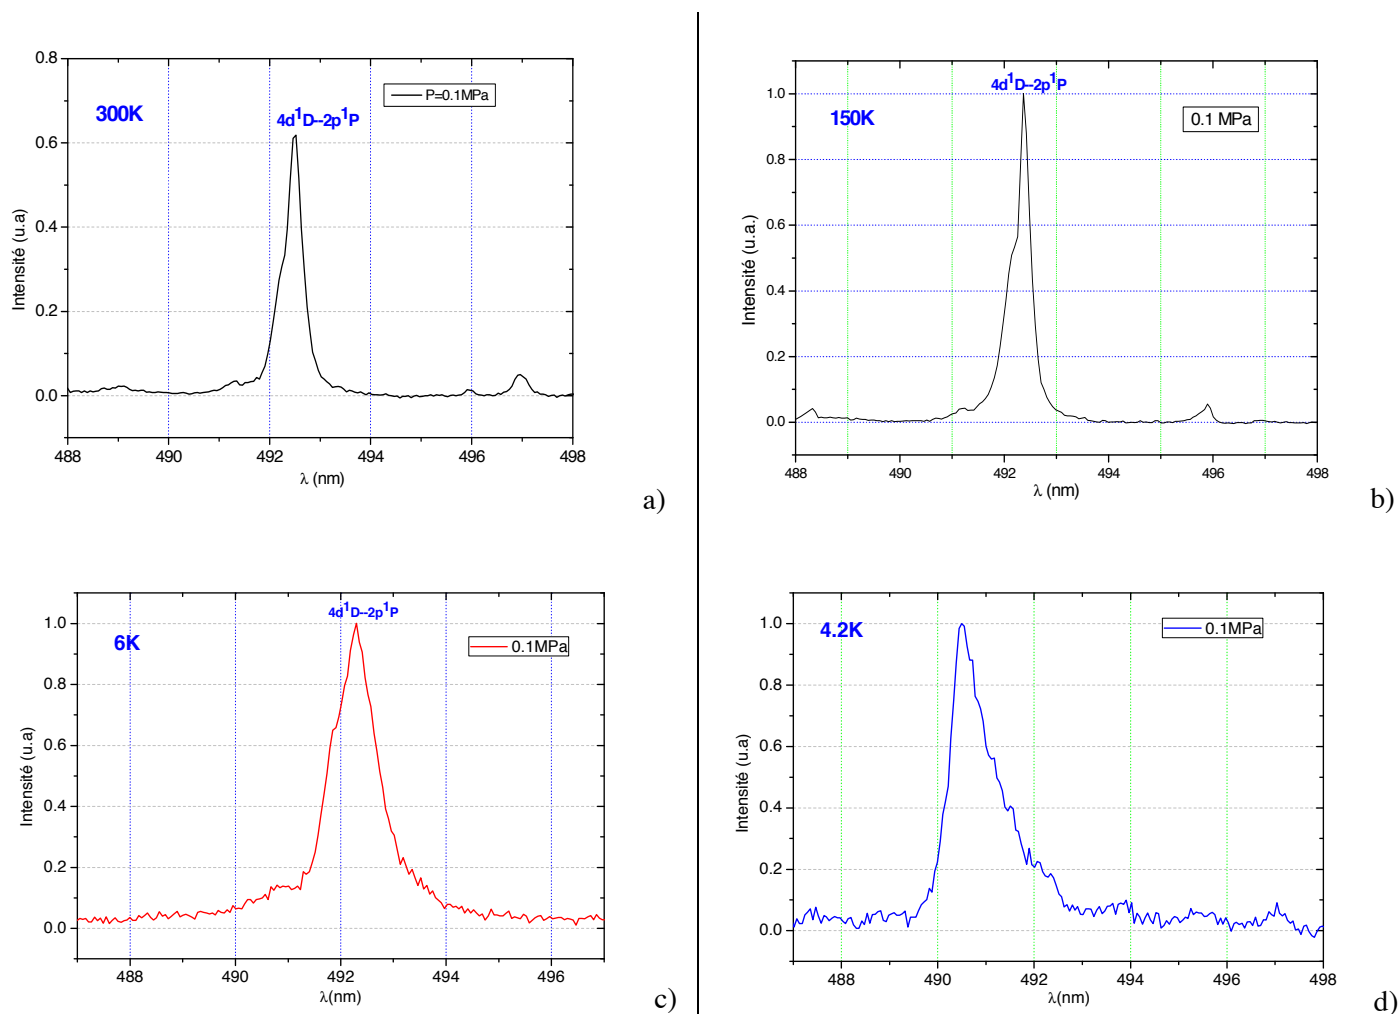 300K
P=0.1MPa
4d¹D--2p¹P
0.8
0.6
0.4
0.2
0.0
Intensité (u.a)
488 490 492 494 496 498
λ (nm)
a)
150K
4d¹D--2p¹P
0.1 MPa
1.0
0.8
0.6
0.4
0.2
0.0
Intensité (u.a.)
488 490 492 494 496 498
λ (nm)
b)
6K
4d¹D--2p¹P
0.1MPa
1.0
0.8
0.6
0.4
0.2
0.0
Intensité (u.a)
488 490 492 494 496
λ(nm)
c)
4.2K
0.1MPa
1.0
0.8
0.6
0.4
0.2
0.0
Intensité (u.a)
488 490 492 494 496 498
λ(nm)
d)